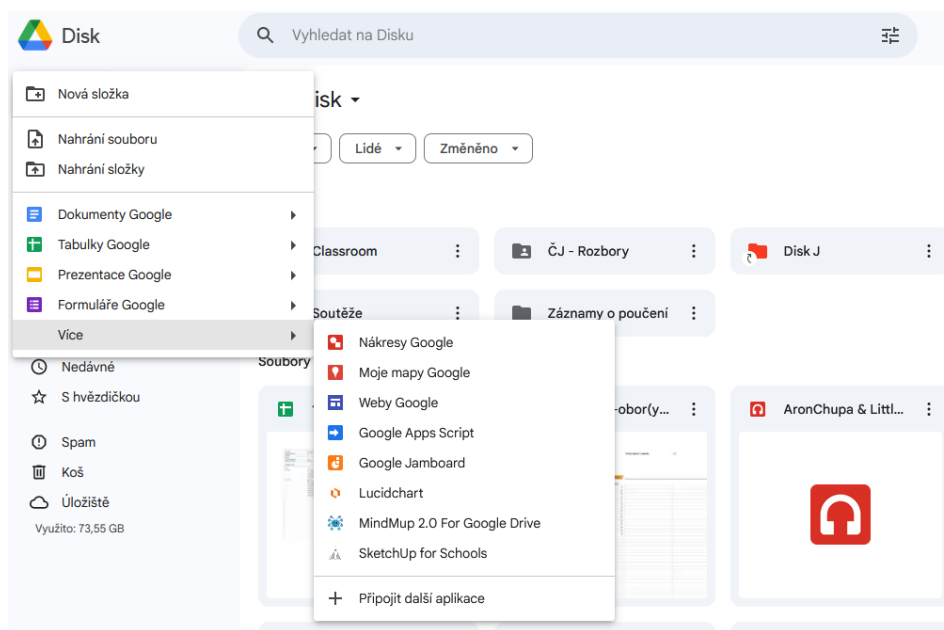 Disk
Vyhledat na Disku
Nová složka
isk
Nahrání souboru
Nahrání složky
Lidé
Změněno
Dokumenty Google
Tabulky Google
Prezentace Google
Formuláře Google
Více
Classroom
ČJ - Rozbory
Disk J
Soutěže
Záznamy o poučení
Nedávné
S hvězdičkou
Spam
Koš
Úložiště
Využito: 73,55 GB
Soubory
Nákresy Google
Moje mapy Google
Weby Google
Google Apps Script
Google Jamboard
Lucidchart
MindMup 2.0 For Google Drive
SketchUp for Schools
Připojit další aplikace
-obor(y...
AronChupa & Littl...